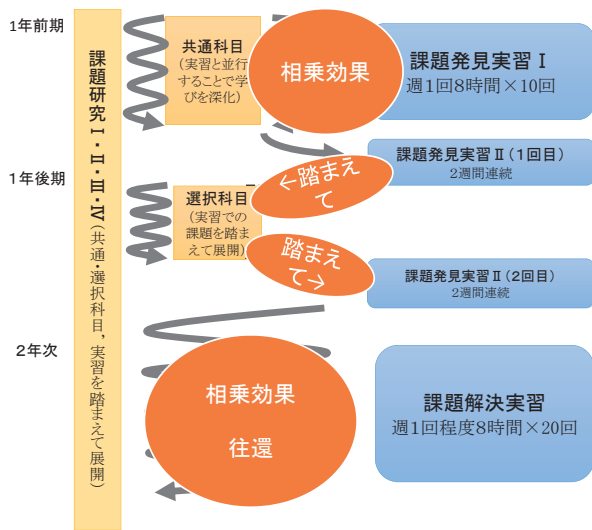 1年前期
課題研究Ⅰ・Ⅱ・Ⅲ・Ⅳ(共通・選択科目,実習を踏まえて展開)
共通科目
(実習と並行
することで学
びを深化)
相乗効果
課題発見実習Ⅰ
週1回8時間×10回
課題発見実習Ⅱ(1回目)
2週間連続
1年後期
←踏まえ
て
選択科目
(実習での
課題を踏ま
えて展開)
踏まえ
て→
課題発見実習Ⅱ(2回目)
2週間連続
2年次
相乗効果
往還
課題解決実習
週1回程度8時間×20回